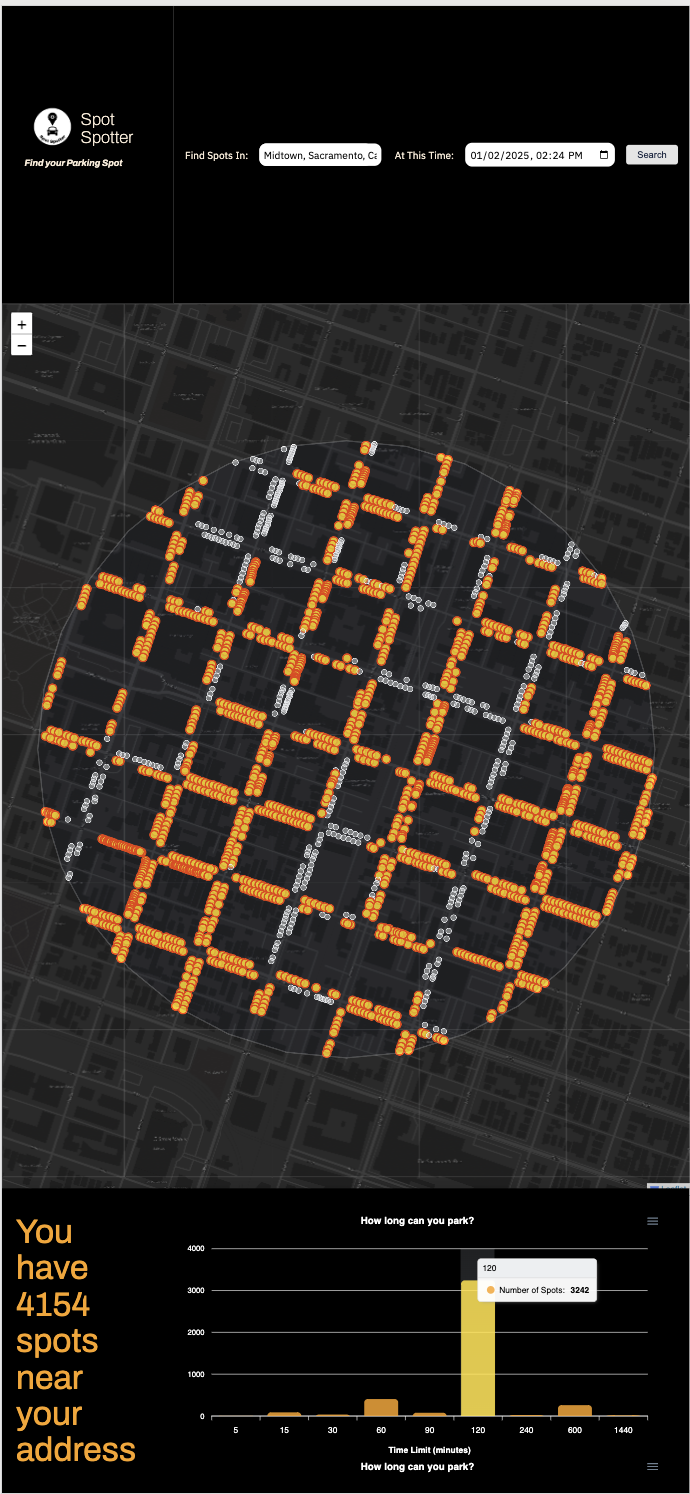 Spot
Spotter
Find your Parking Spot
Find Spots In:
Midtown, Sacramento, Ca
At This Time:
01/02/2025, 02:24 PM
Search
+
−
You
have
4154
spots
near
your
address
How long can you park?
4000
3000
2000
1000
0
120
Number of Spots: 3242
5 15 30 60 90 120 240 600 1440
Time Limit (minutes)
How long can you park?